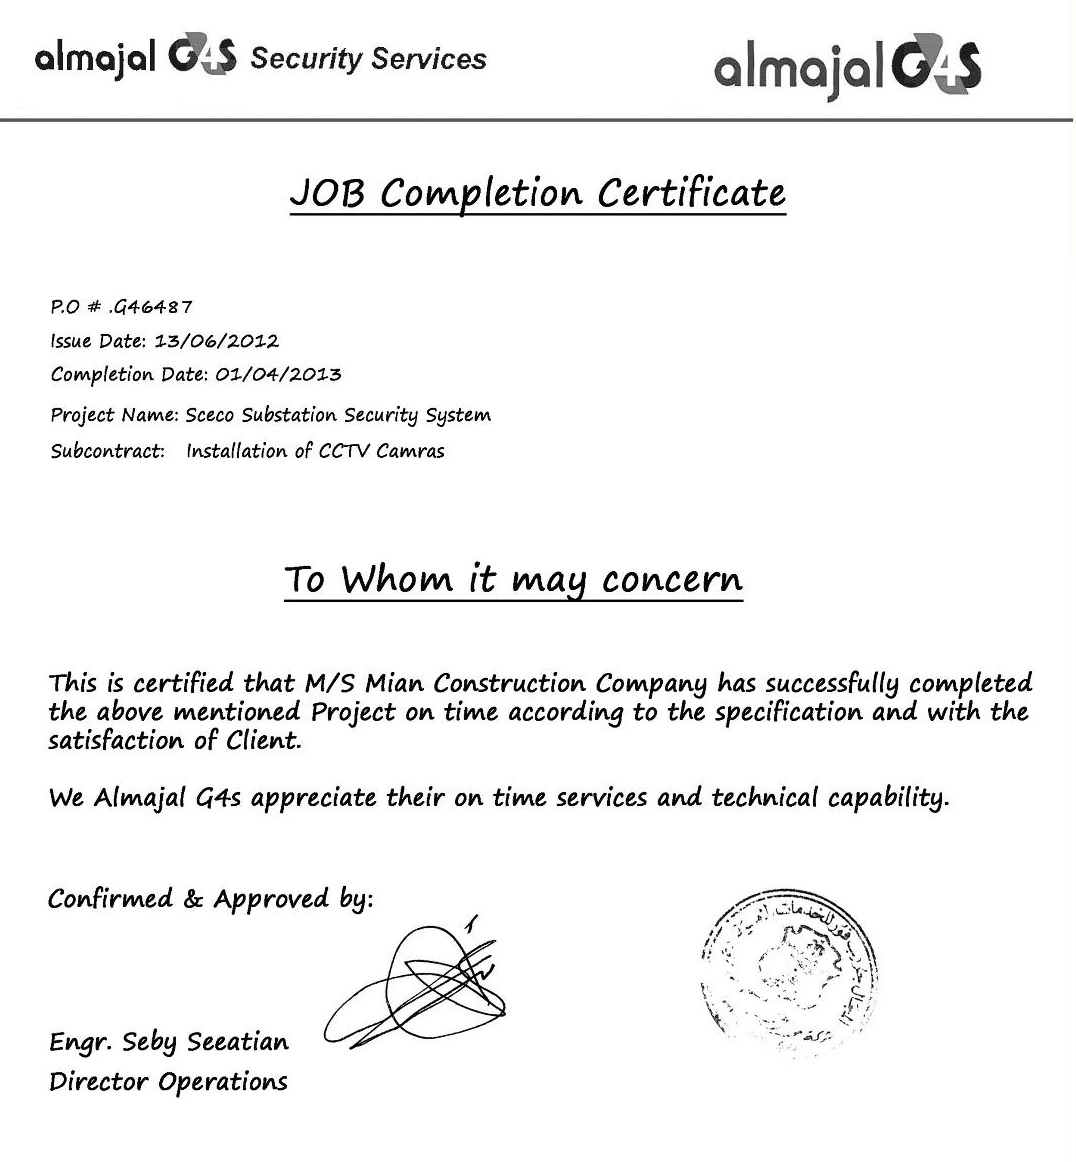 almajal G4S Security Services
almajal G4S
JOB Completion Certificate
P.O # .G46487
Issue Date: 13/06/2012
Completion Date: 01/04/2013
Project Name: Sceco Substation Security System
Subcontract: Installation of CCTV Camras
To Whom it may concern
This is certified that M/S Mian Construction Company has successfully completed
the above mentioned Project on time according to the specification and with the
satisfaction of Client.
We Almajal G4s appreciate their on time services and technical capability.
Confirmed & Approved by:
Engr. Seby Seeatian
Director Operations